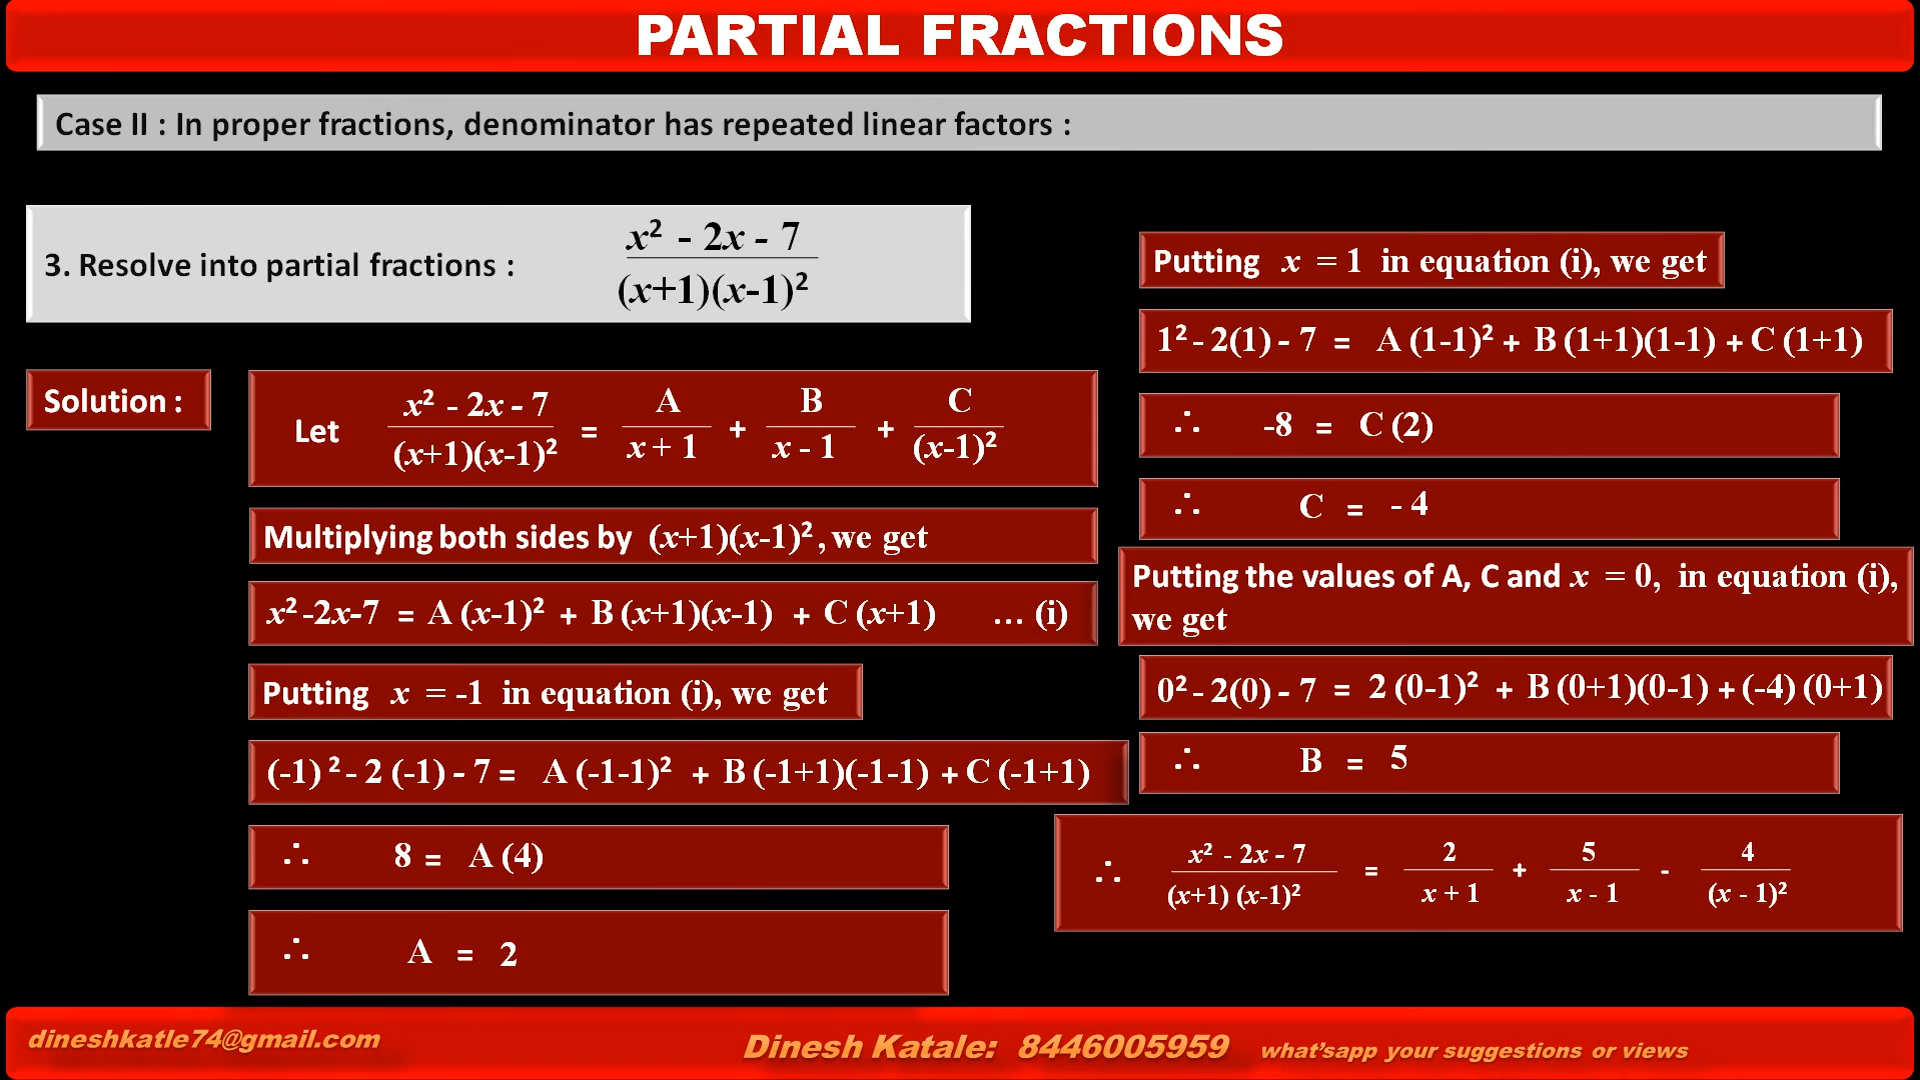 PARTIAL FRACTIONS
Case II : In proper fractions, denominator has repeated linear factors :
3. Resolve into partial fractions : x² - 2x - 7 / (x+1)(x-1)²
Solution :
Let x² - 2x - 7 / (x+1)(x-1)² = A / x + 1 + B / x - 1 + C / (x-1)²
Multiplying both sides by (x+1)(x-1)² , we get
x² -2x-7 = A (x-1)² + B (x+1)(x-1) + C (x+1) ... (i)
Putting x = -1 in equation (i), we get
(-1) ² - 2 (-1) - 7 = A (-1-1)² + B (-1+1)(-1-1) + C (-1+1)
∴ 8 = A (4)
∴ A = 2
Putting x = 1 in equation (i), we get
1² - 2(1) - 7 = A (1-1)² + B (1+1)(1-1) + C (1+1)
∴ -8 = C (2)
∴ C = - 4
Putting the values of A, C and x = 0, in equation (i),
we get
0² - 2(0) - 7 = 2 (0-1)² + B (0+1)(0-1) + (-4) (0+1)
∴ B = 5
∴ x² - 2x - 7 / (x+1) (x-1)² = 2 / x + 1 + 5 / x - 1 - 4 / (x - 1)²
dineshkatle74@gmail.com
Dinesh Katale: 8446005959 what'sapp your suggestions or views